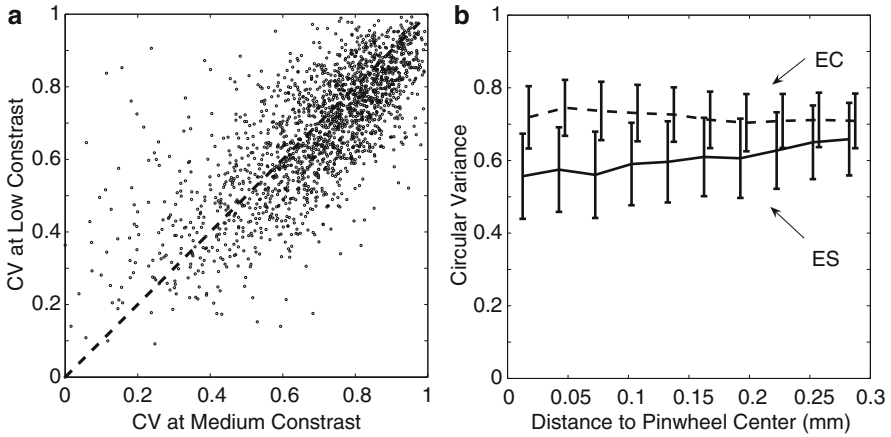 a
1
0.8
0.6
0.4
0.2
0
CV at Low Constrast
0 0.2 0.4 0.6 0.8 1
CV at Medium Constrast
b
1
0.8
0.6
0.4
0.2
0
Circular Variance
EC
ES
0 0.05 0.1 0.15 0.2 0.25 0.3
Distance to Pinwheel Center (mm)